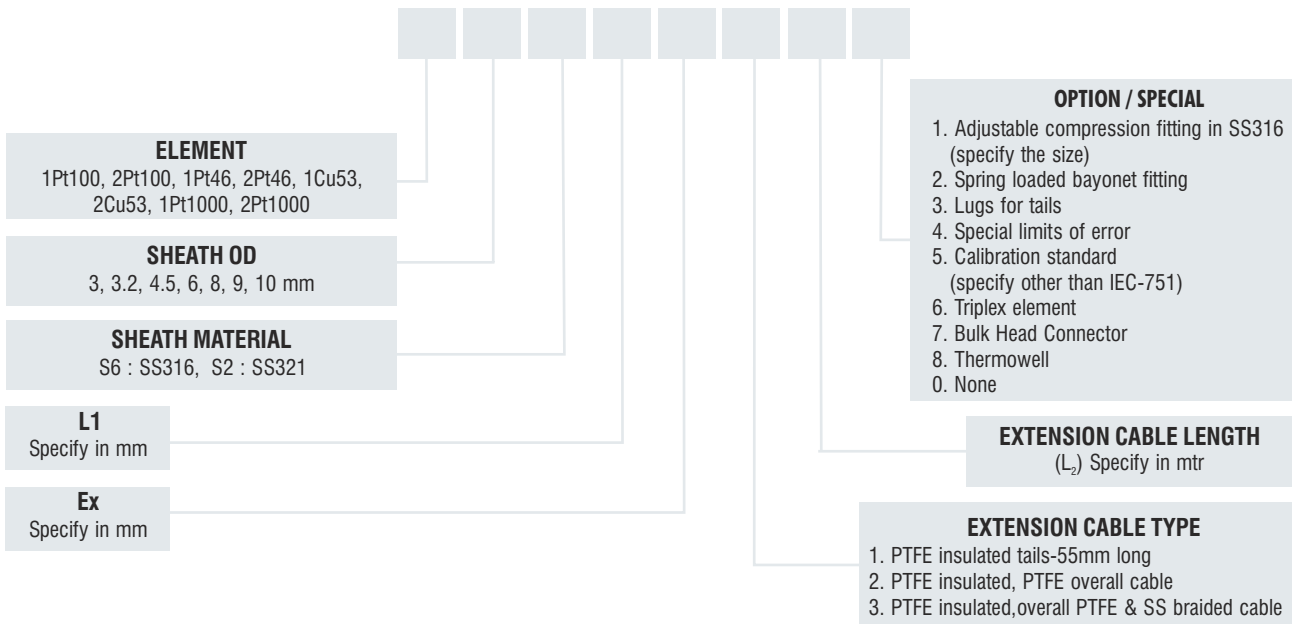 ELEMENT
1Pt100, 2Pt100, 1Pt46, 2Pt46, 1Cu53,
2Cu53, 1Pt1000, 2Pt1000
SHEATH OD
3, 3.2, 4.5, 6, 8, 9, 10 mm
SHEATH MATERIAL
S6 : SS316, S2 : SS321
L1
Specify in mm
Ex
Specify in mm
OPTION / SPECIAL
1. Adjustable compression fitting in SS316
(specify the size)
2. Spring loaded bayonet fitting
3. Lugs for tails
4. Special limits of error
5. Calibration standard
(specify other than IEC-751)
6. Triplex element
7. Bulk Head Connector
8. Thermowell
0. None
EXTENSION CABLE LENGTH
(L₂) Specify in mtr
EXTENSION CABLE TYPE
1. PTFE insulated tails-55mm long
2. PTFE insulated, PTFE overall cable
3. PTFE insulated,overall PTFE & SS braided cable